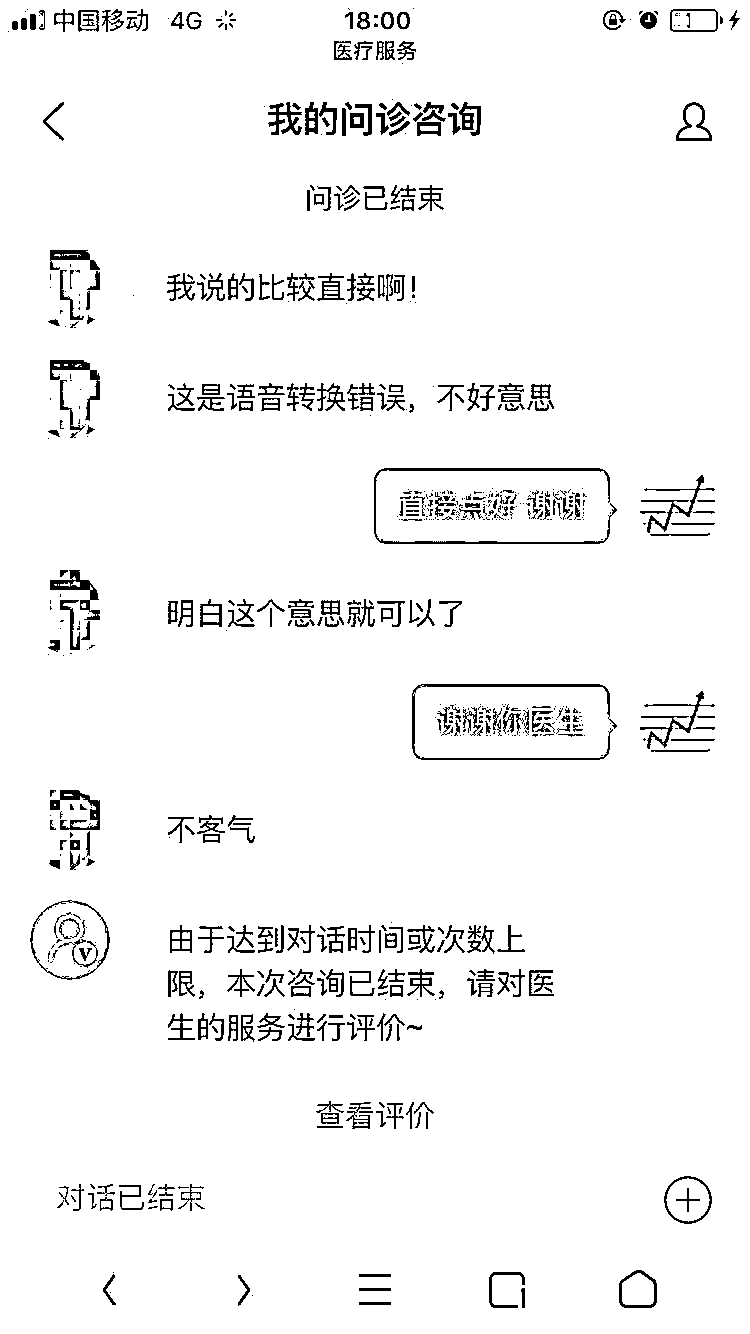 中国移动 4G 18:00
医疗服务
我的问诊咨询
问诊已结束
我说的比较直接啊!
这是语音转换错误，不好意思
直接点好 谢谢
明白这个意思就可以了
谢谢你医生
不客气
V
由于达到对话时间或次数上
限，本次咨询已结束，请对医
生的服务进行评价~
查看评价
对话已结束